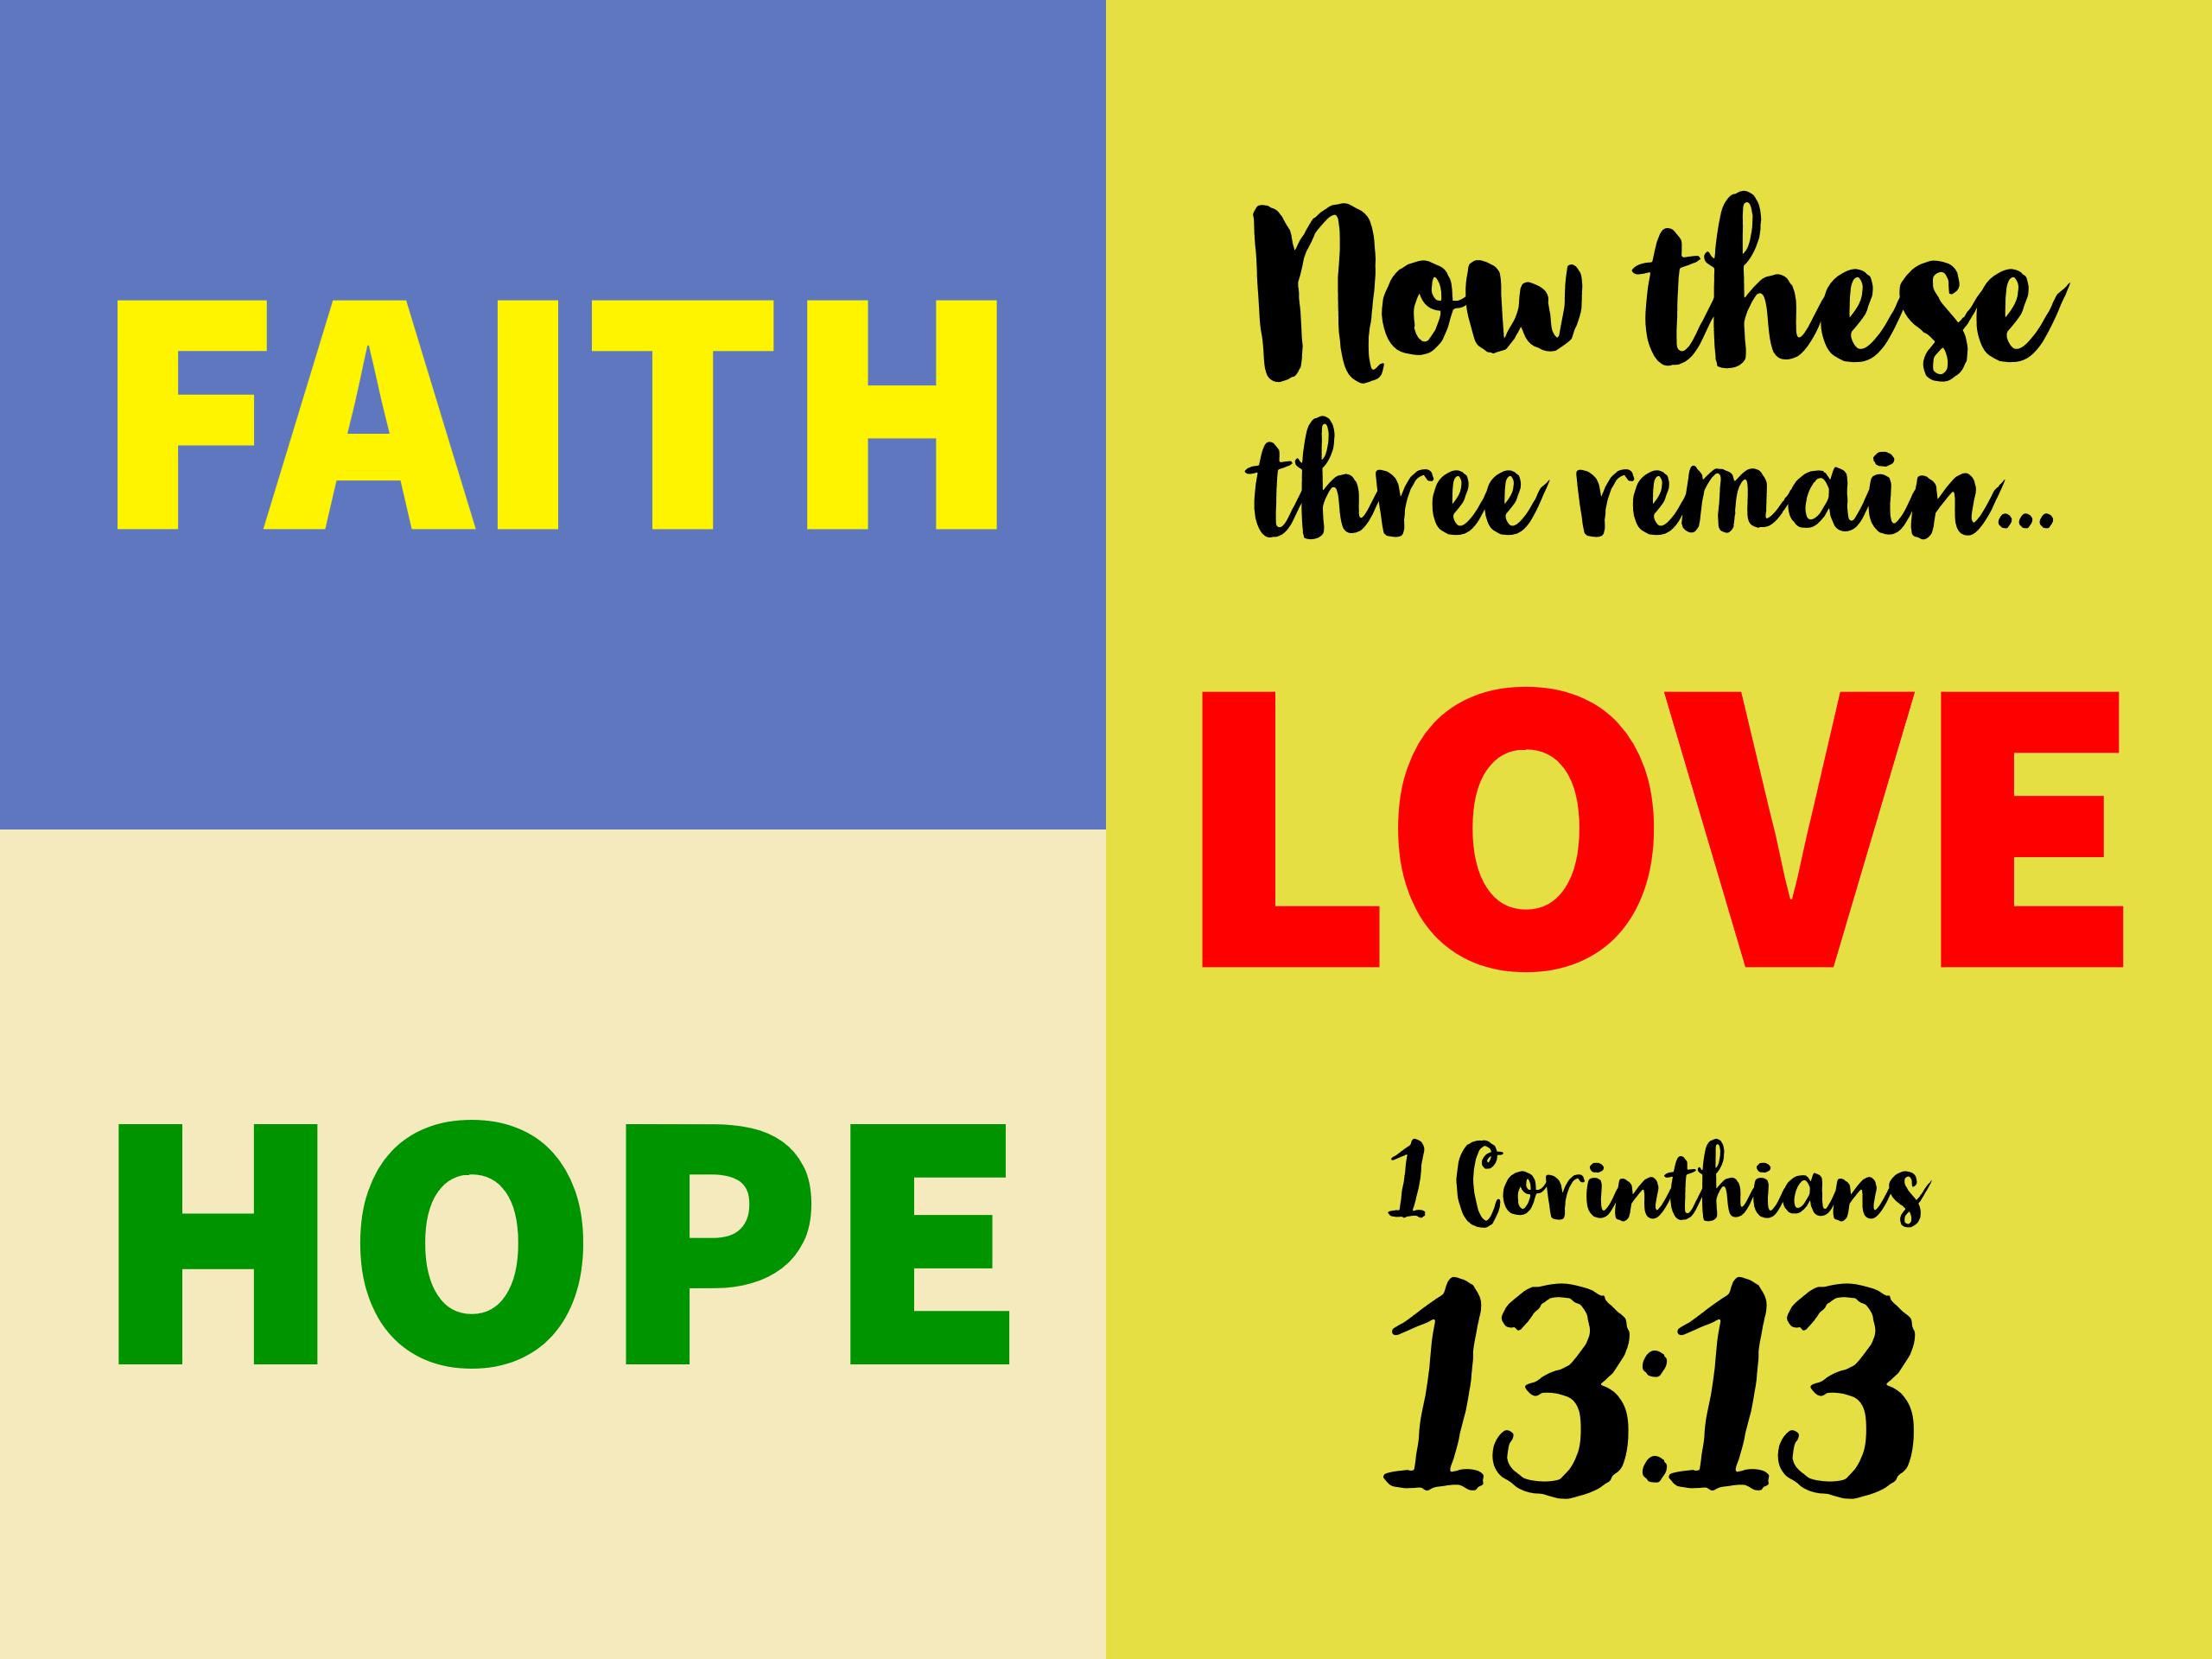 FAITH
HOPE
Now these
three remain...
LOVE
1 Corinthians
13:13